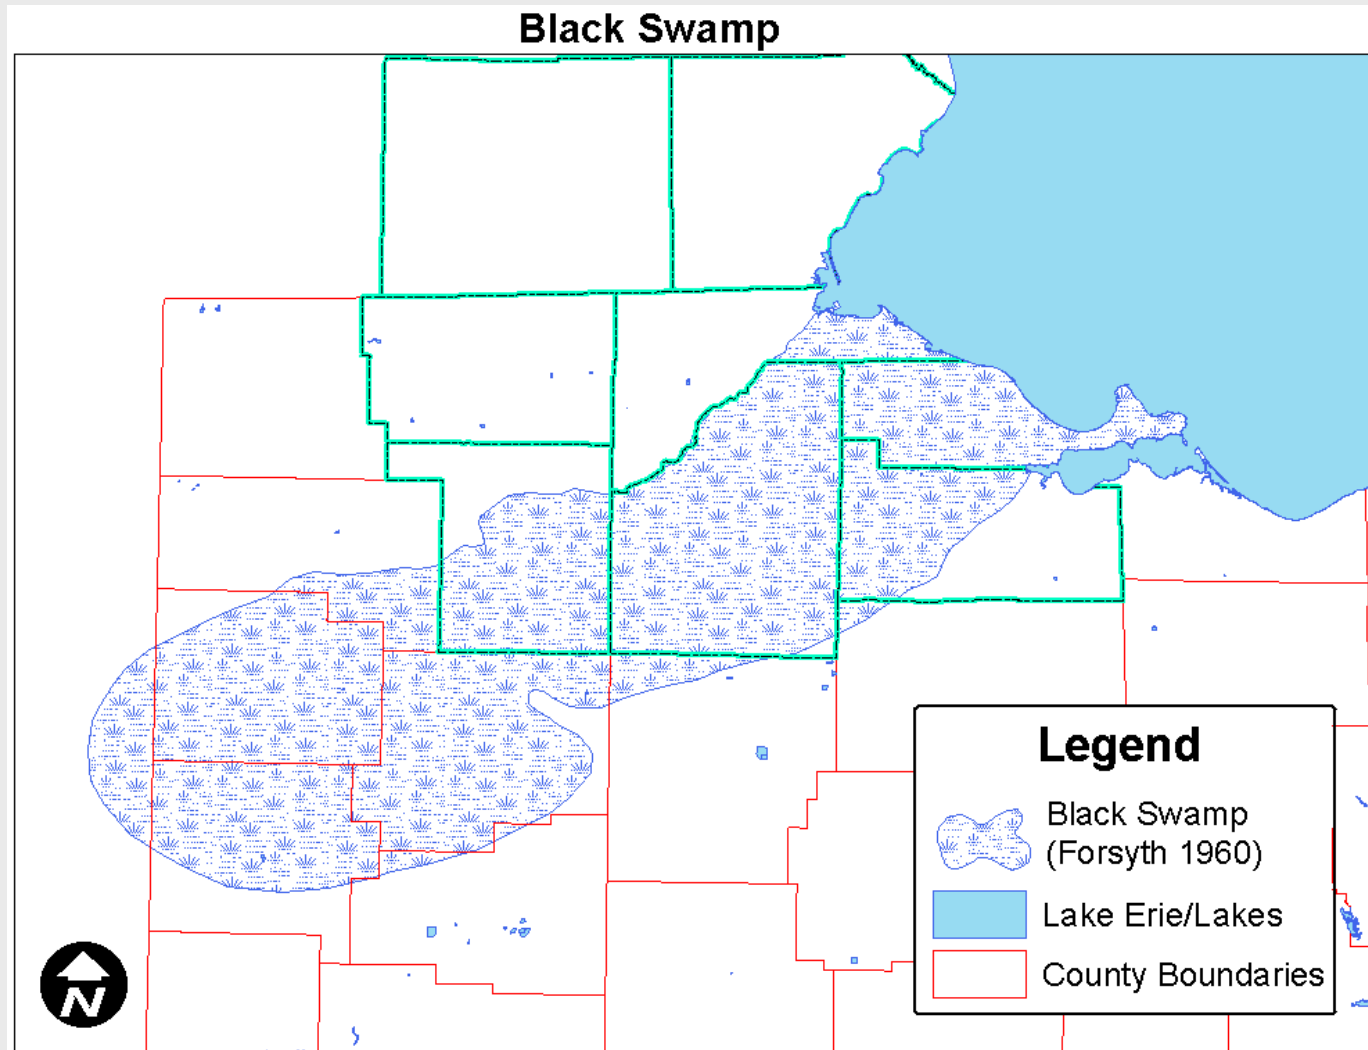 Black Swamp
Legend
Black Swamp
(Forsyth 1960)
Lake Erie/Lakes
County Boundaries
N